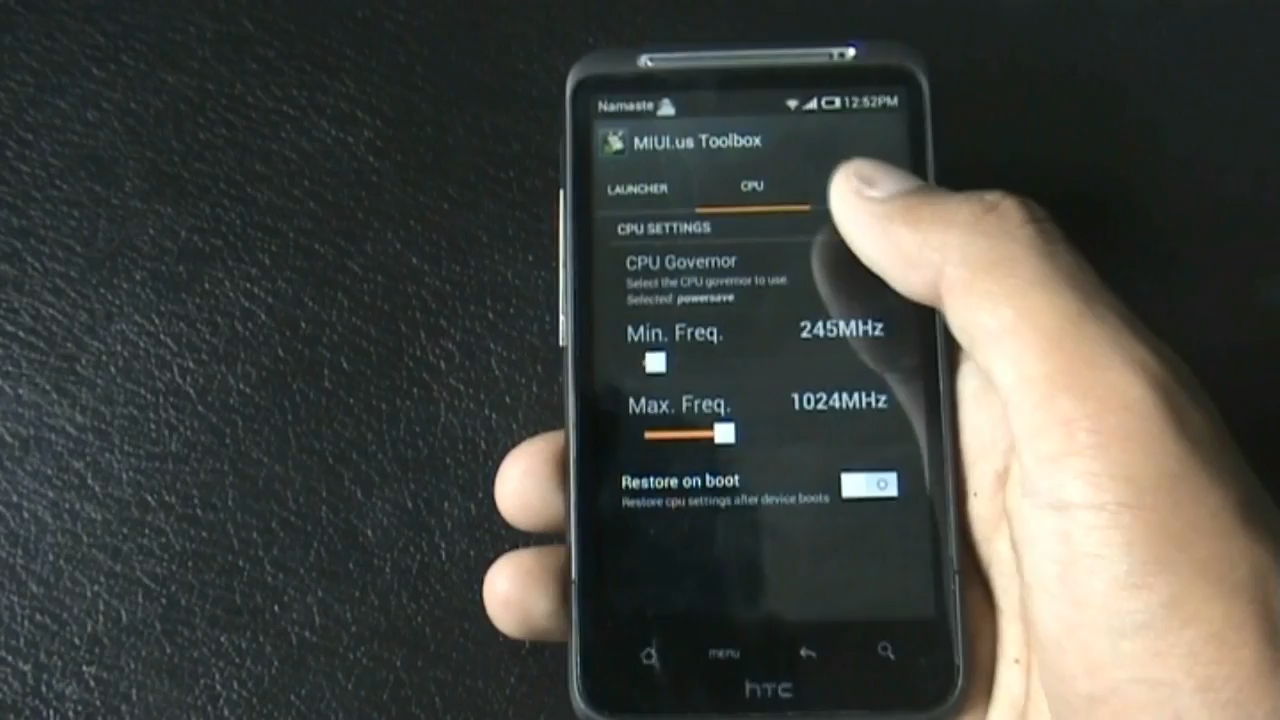 Namaste 12:52PM
MIUI.us Toolbox
LAUNCHER CPU
CPU SETTINGS
CPU Governor
Select the CPU governor to use.
Selected powersave
Min. Freq. 245MHz
Max. Freq. 1024MHz
Restore on boot
Restore cpu settings after device boots
menu
hTC